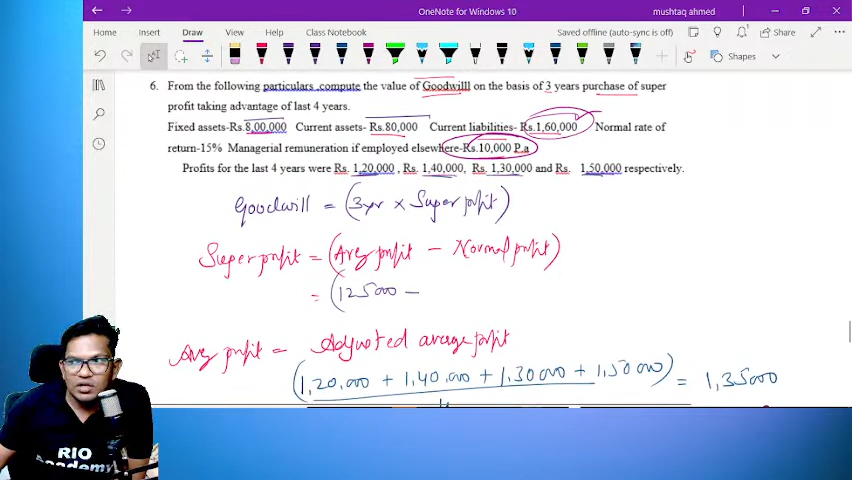 OneNote for Windows 10
mushtaq ahmed
Home Insert Draw View Help Class Notebook
Saved offline (auto-sync is off) Share
Shapes
6. From the following particulars ,compute the value of Goodwilll on the basis of 3 years purchase of super
profit taking advantage of last 4 years.
Fixed assets-Rs.8,00,000 Current assets- Rs.80,000 Current liabilities- Rs.1,60,000 Normal rate of
return-15% Managerial remuneration if employed elsewhere-Rs.10,000 P.a
Profits for the last 4 years were Rs. 1,20,000 , Rs. 1,40,000, Rs. 1,30,000 and Rs. 1,50,000 respectively.
Goodwill = (3yr × Super profit)
Super profit = (Avg profit - Normal profit)
= (125000 -
Avg profit = Adjusted average profit
(1,20,000 + 1,40,000 + 1,30000 + 1,50000) = 1,35000
RIO
Academy